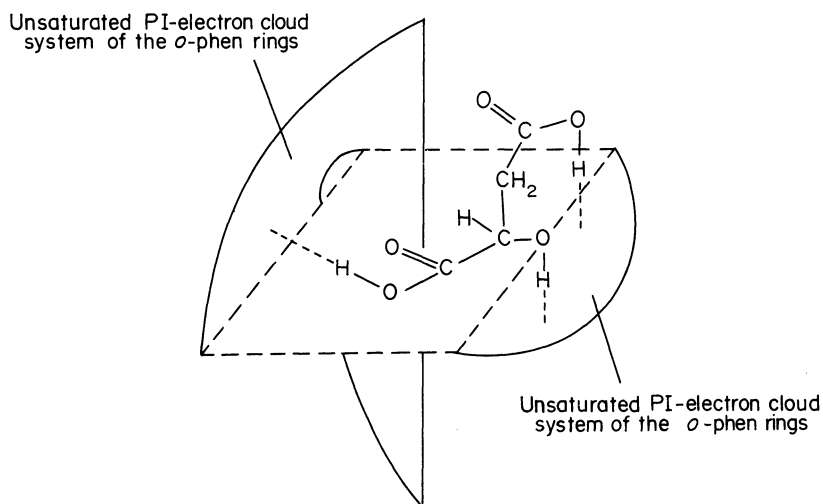 Unsaturated PI-electron cloud
system of the o-phen rings
O
C
O
H
CH2
H
C
O
O
C
H
H
O
Unsaturated PI-electron cloud
system of the o-phen rings